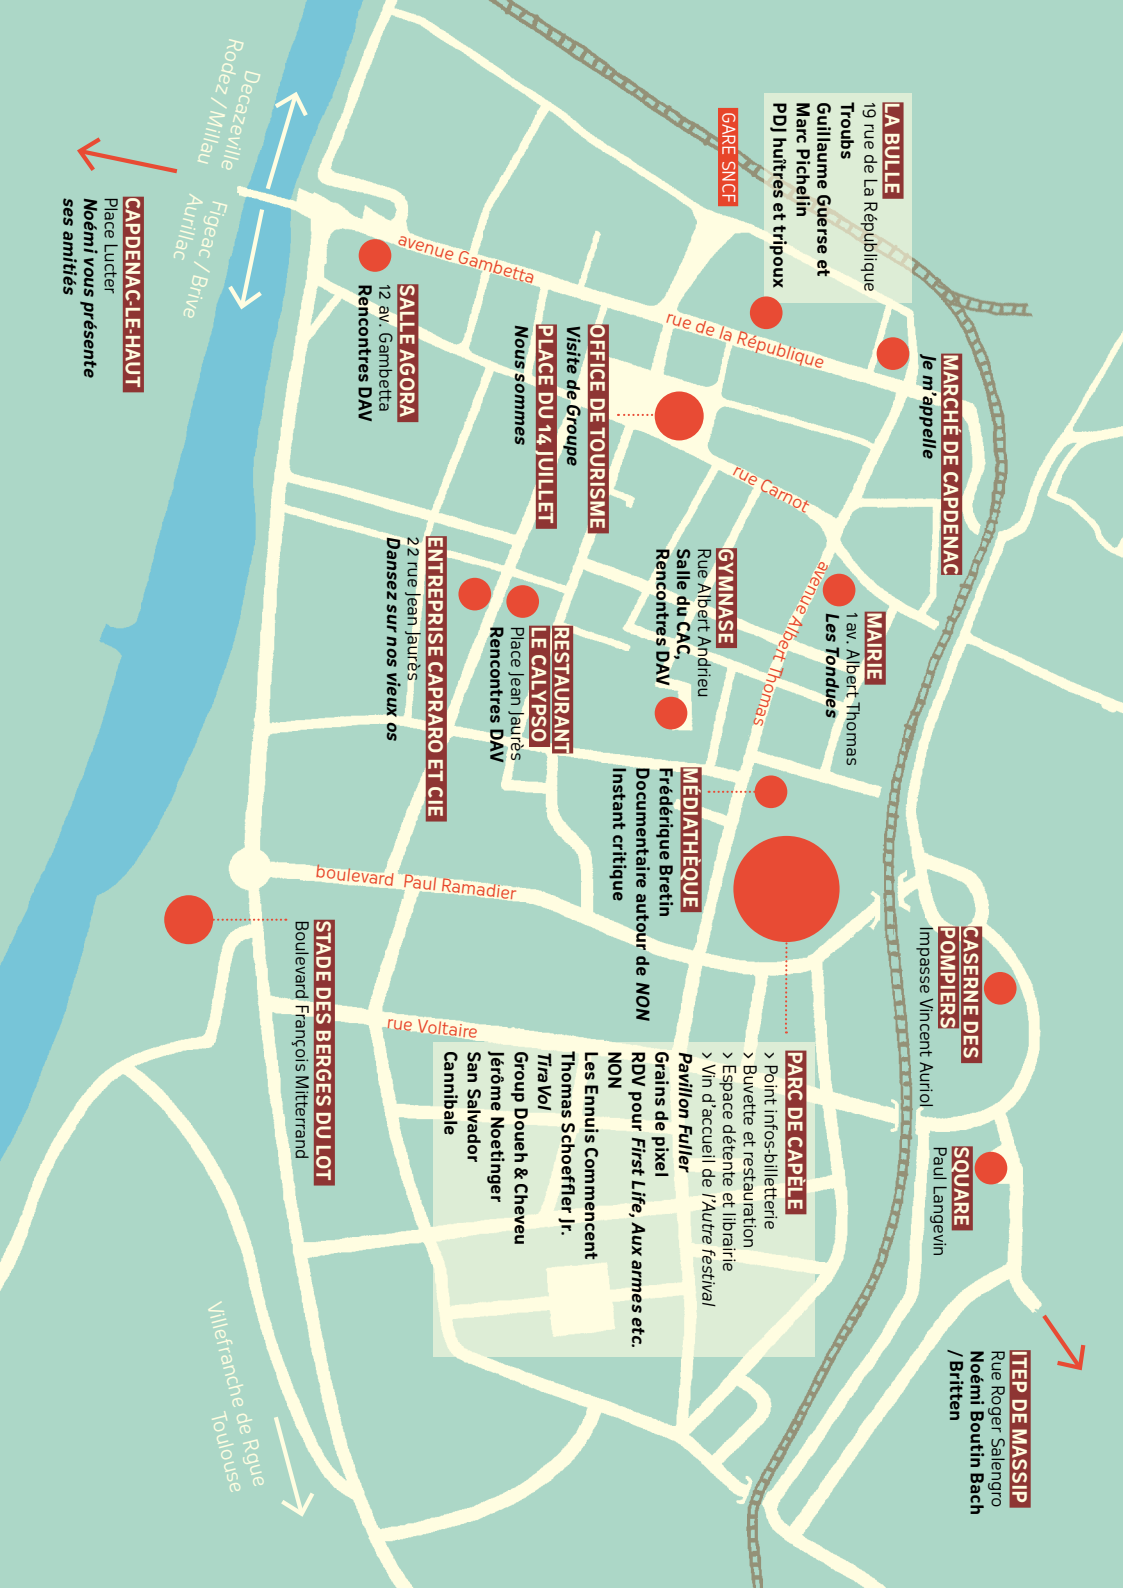 LA BULLE
19 rue de La République
Troubs
Guillaume Guerse et
Marc Pichelin
PDJ huîtres et tripoux
GARE SNCF
MARCHÉ DE CAPDENAC
Je m'appelle
OFFICE DE TOURISME
Visite de Groupe
PLACE DU 14 JUILLET
Nous sommes
SALLE AGORA
12 av. Gambetta
Rencontres DAV
avenue Gambetta
rue de la République
rue Carnot
avenue Albert Thomas
Decazeville
Rodez / Millau
Figeac / Brive
Aurillac
CAPDENAC-LE-HAUT
Place Lucter
Noémi vous présente
ses amitiés
MAIRIE
1 av. Albert Thomas
Les Tondues
GYMNASE
Rue Albert Andrieu
Salle du CAC,
Rencontres DAV
RESTAURANT
LE CALYPSO
Place Jean Jaurès
Rencontres DAV
ENTREPRISE CAPRARO ET CIE
22 rue Jean Jaurès
Dansez sur nos vieux os
MÉDIATHÈQUE
Frédérique Bretin
Documentaire autour de NON
Instant critique
boulevard Paul Ramadier
CASERNE DES
POMPIERS
Impasse Vincent Auriol
STADE DES BERGES DU LOT
Boulevard François Mitterrand
rue Voltaire
PARC DE CAPÈLE
› Point infos-billetterie
› Buvette et restauration
› Espace détente et librairie
› Vin d'accueil de l'Autre festival
Pavillon Fuller
Grains de pixel
RDV pour First Life, Aux armes etc.
NON
Les Ennuis Commencent
Thomas Schoeffler Jr.
TiraVol
Group Doueh & Cheveu
Jérôme Noetinger
San Salvador
Cannibale
SQUARE
Paul Langevin
ITEP DE MASSIP
Rue Roger Salengro
Noémi Boutin Bach
/ Britten
Villefranche de Rgue
Toulouse